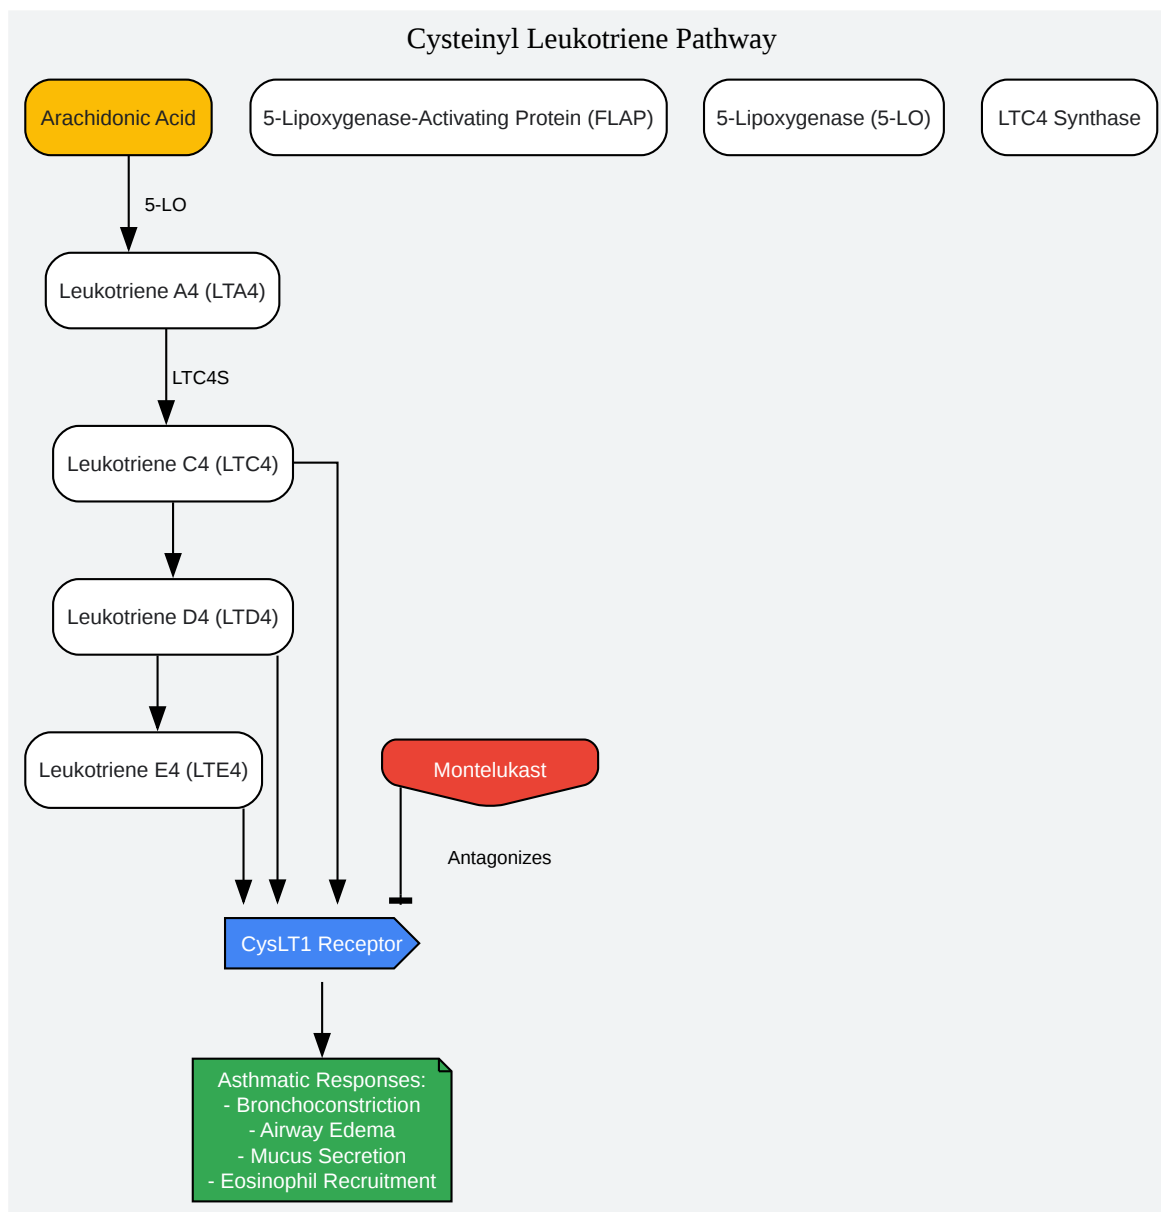 Cysteinyl Leukotriene Pathway
Arachidonic Acid
5-Lipoxygenase-Activating Protein (FLAP)
5-Lipoxygenase (5-LO)
LTC4 Synthase
5-LO
Leukotriene A4 (LTA4)
LTC4S
Leukotriene C4 (LTC4)
Leukotriene D4 (LTD4)
Leukotriene E4 (LTE4)
Montelukast
Antagonizes
CysLT1 Receptor
Asthmatic Responses:
- Bronchoconstriction
- Airway Edema
- Mucus Secretion
- Eosinophil Recruitment